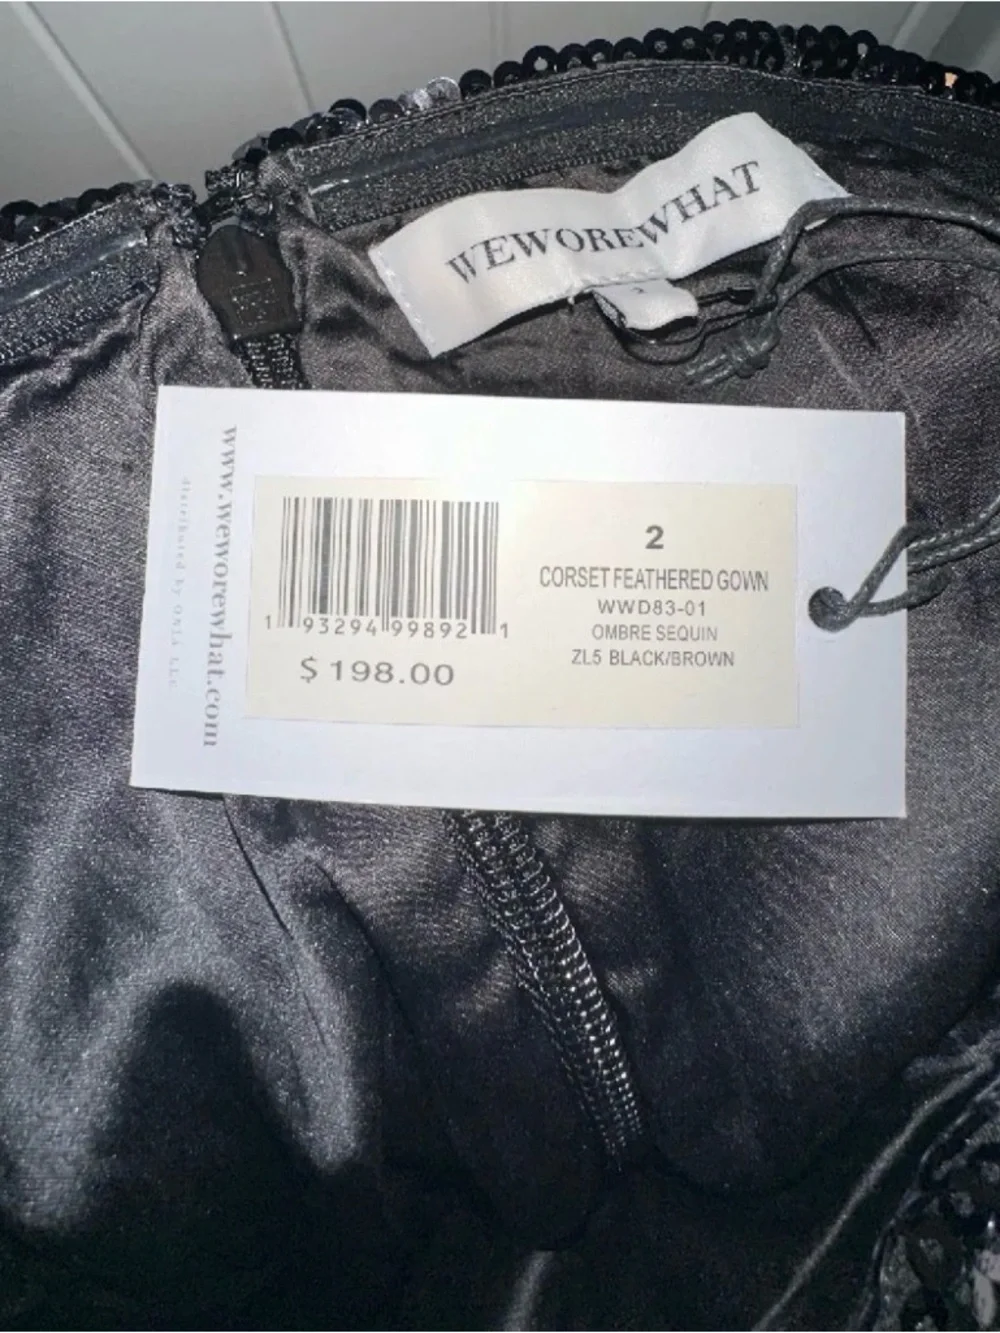 WEWOREWHAT
2
www.weworewhat.com
distributed by ONIA LLC
1 93294 99892 1
$ 198.00
2
CORSET FEATHERED GOWN
WWD83-01
OMBRE SEQUIN
ZL5 BLACK/BROWN